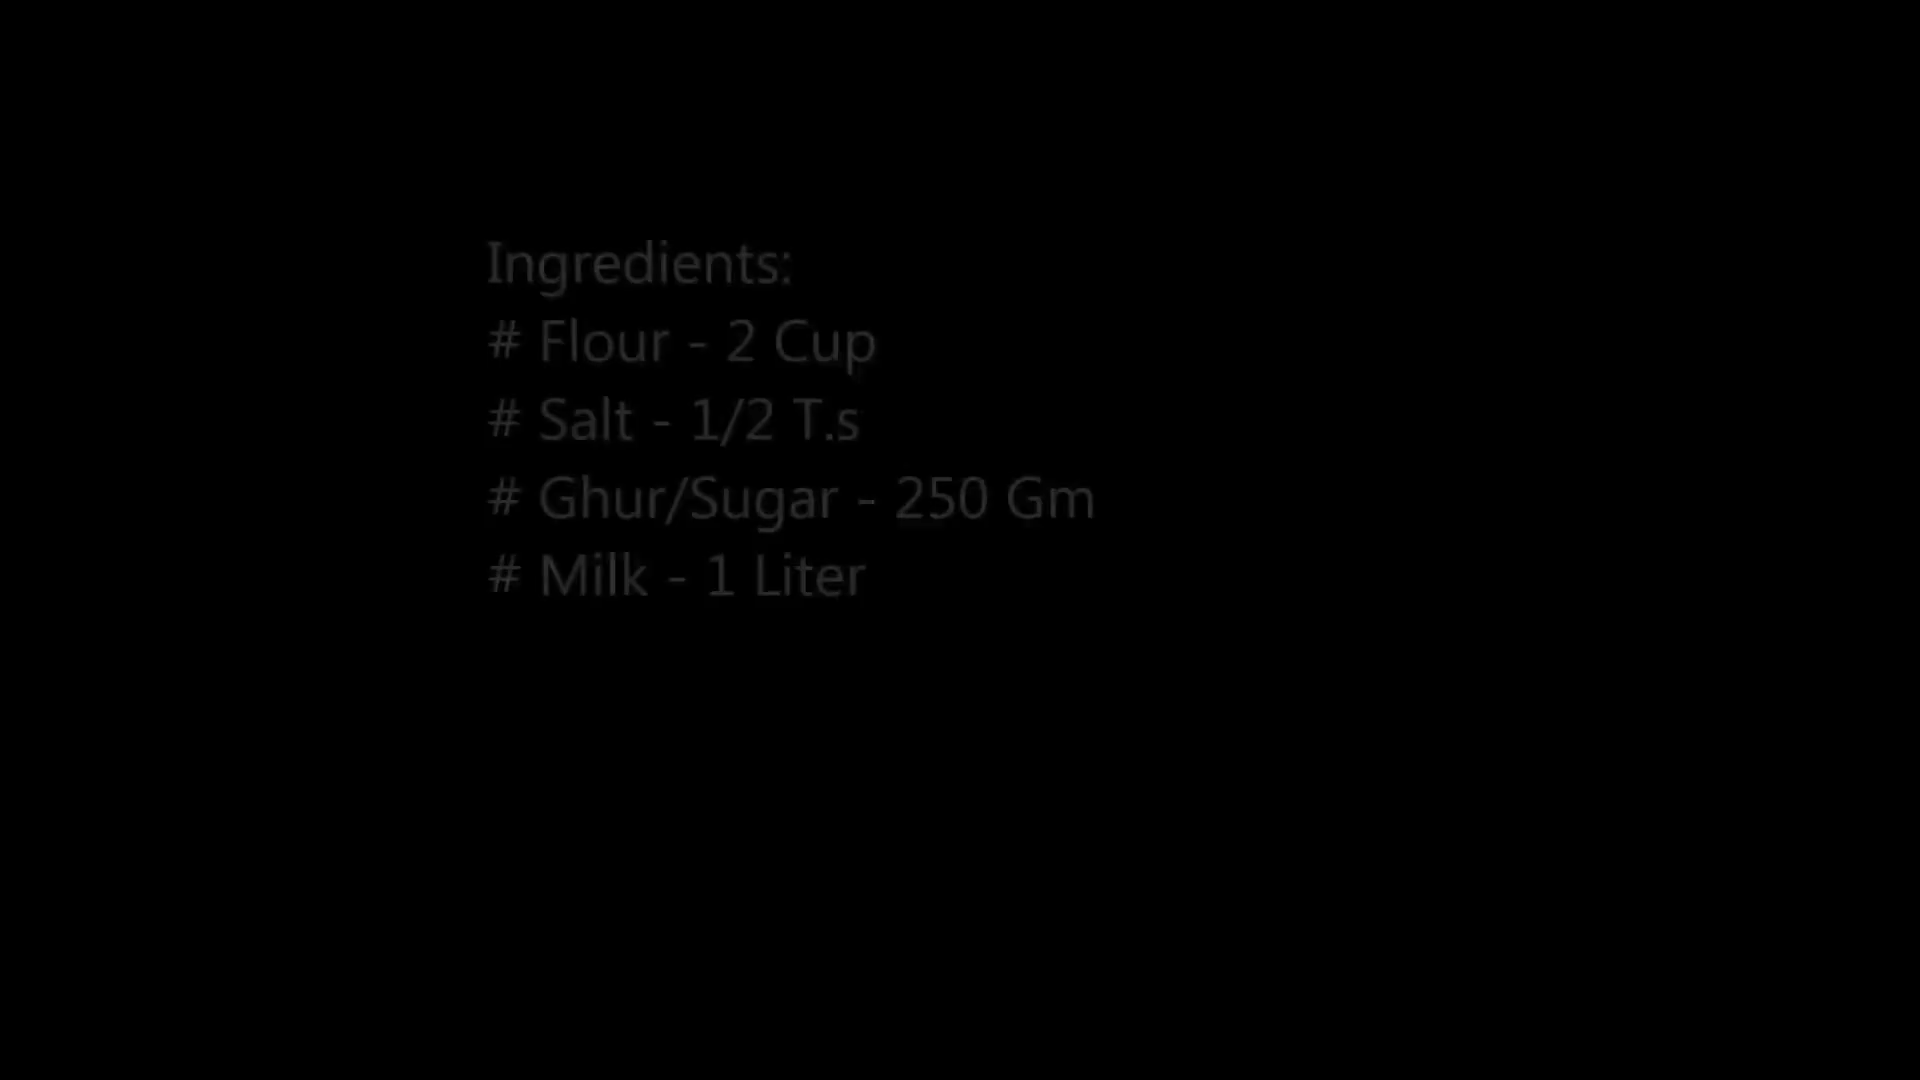 Ingredients:
# Flour - 2 Cup
# Salt - 1/2 T.s
# Ghur/Sugar - 250 Gm
# Milk - 1 Liter